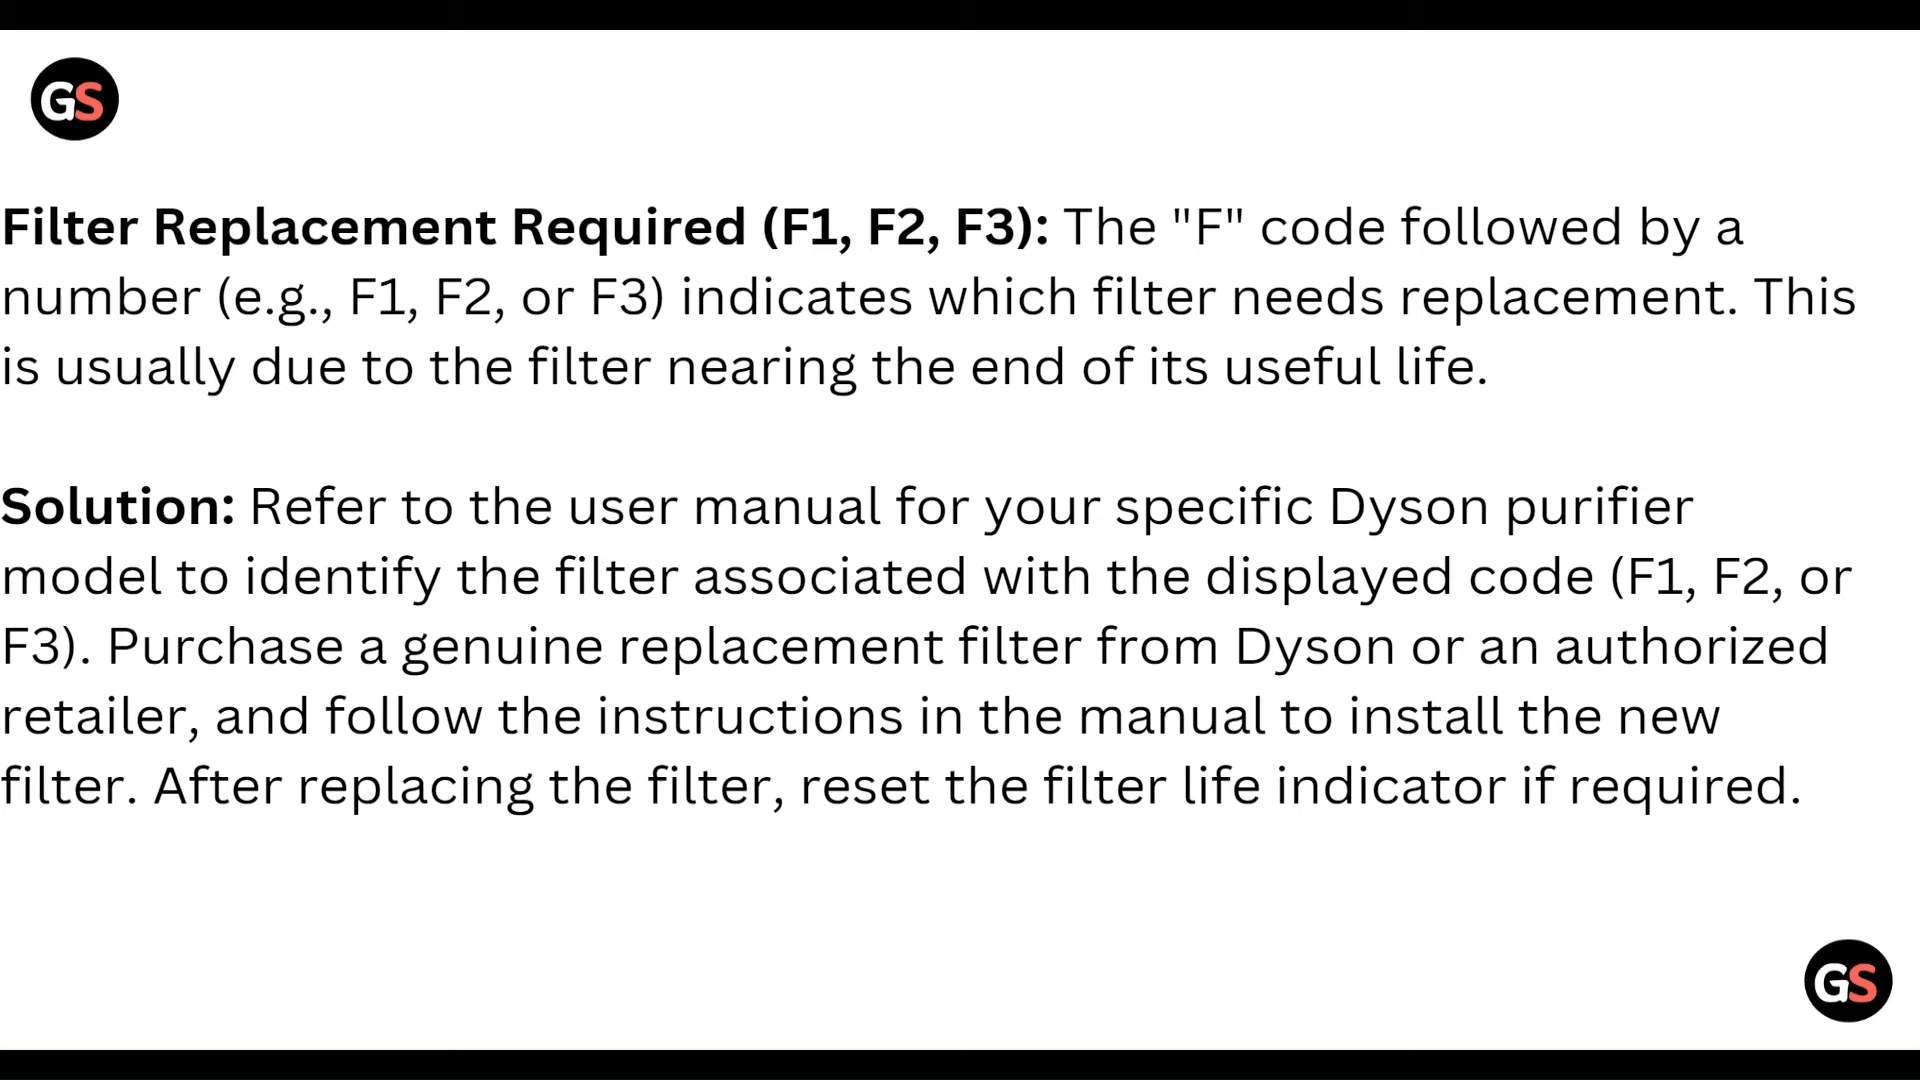 GS
Filter Replacement Required (F1, F2, F3): The "F" code followed by a
number (e.g., F1, F2, or F3) indicates which filter needs replacement. This
is usually due to the filter nearing the end of its useful life.
Solution: Refer to the user manual for your specific Dyson purifier
model to identify the filter associated with the displayed code (F1, F2, or
F3). Purchase a genuine replacement filter from Dyson or an authorized
retailer, and follow the instructions in the manual to install the new
filter. After replacing the filter, reset the filter life indicator if required.
GS